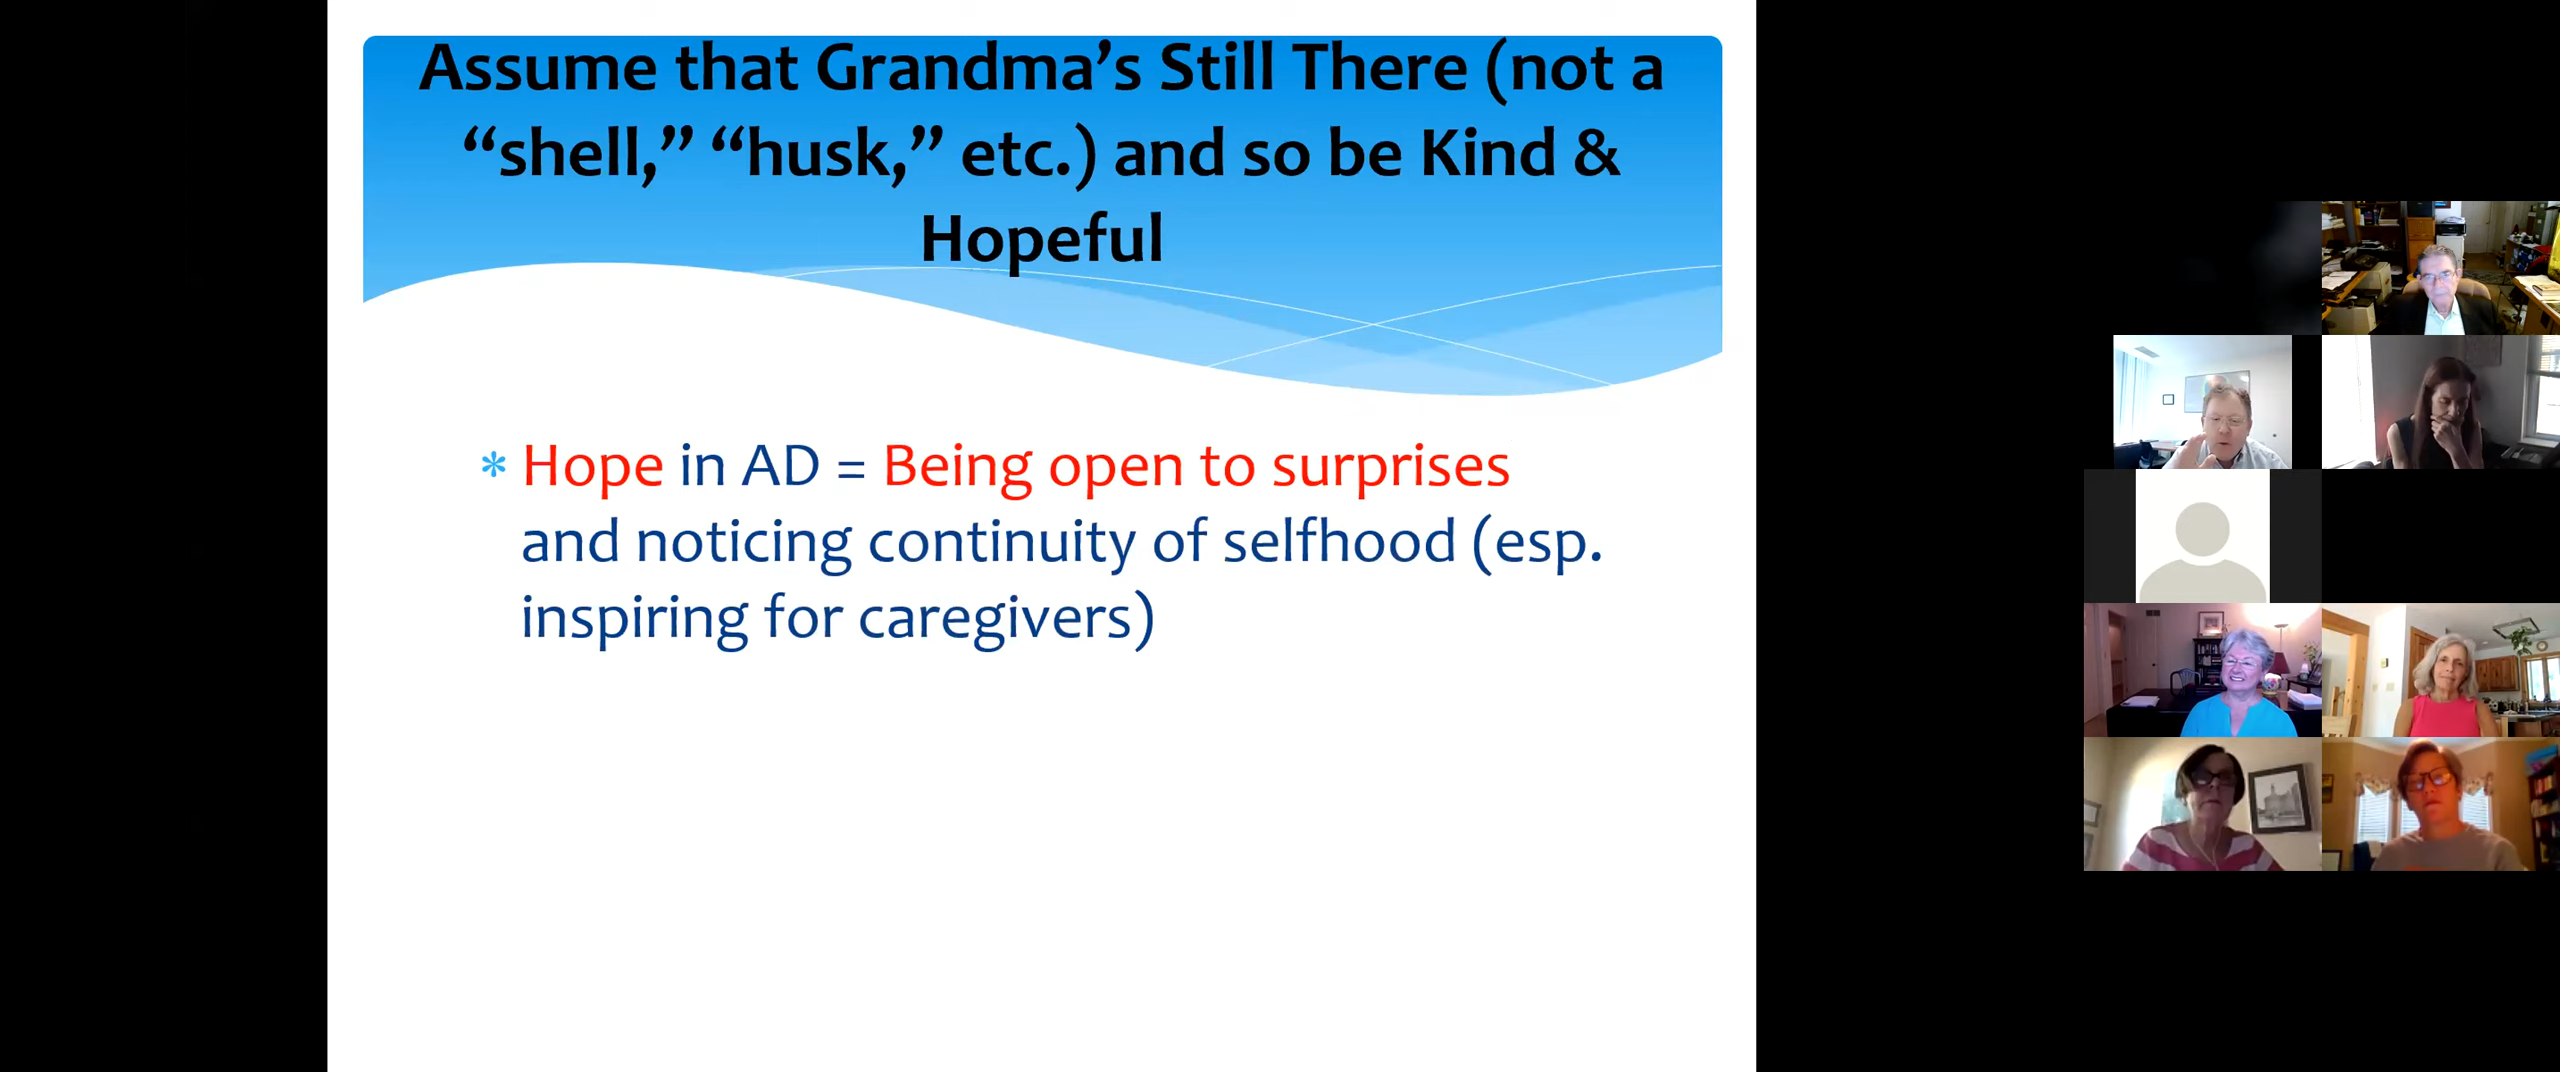 Assume that Grandma’s Still There (not a
“shell,” “husk,” etc.) and so be Kind &
Hopeful
* Hope in AD = Being open to surprises
and noticing continuity of selfhood (esp.
inspiring for caregivers)